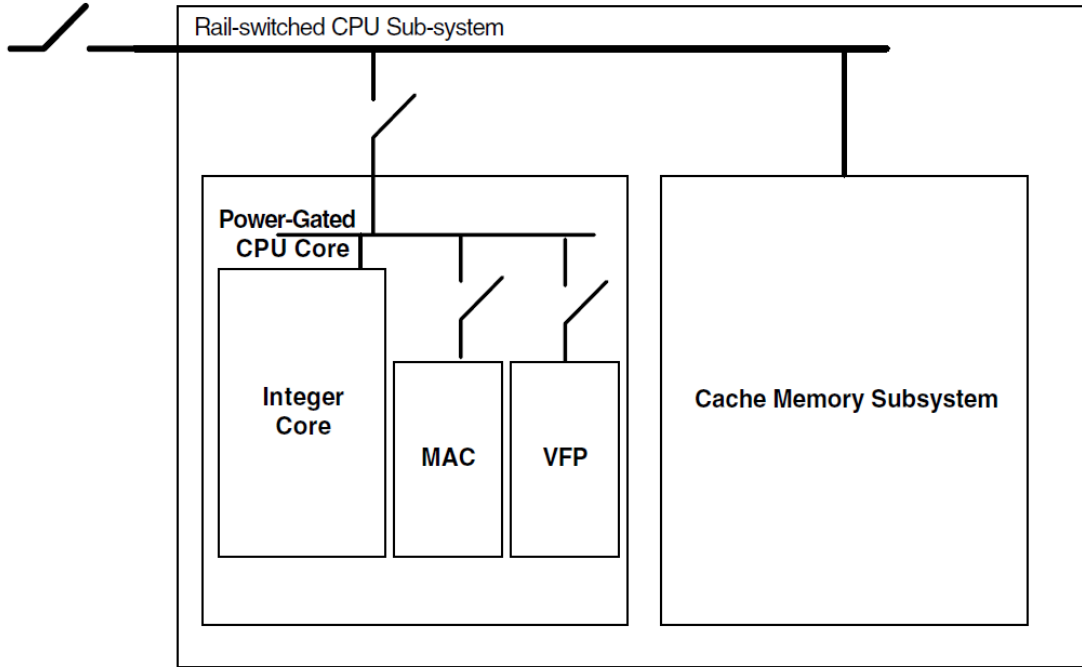 Rail-switched CPU Sub-system
Power-Gated
CPU Core
Integer
Core
MAC
VFP
Cache Memory Subsystem